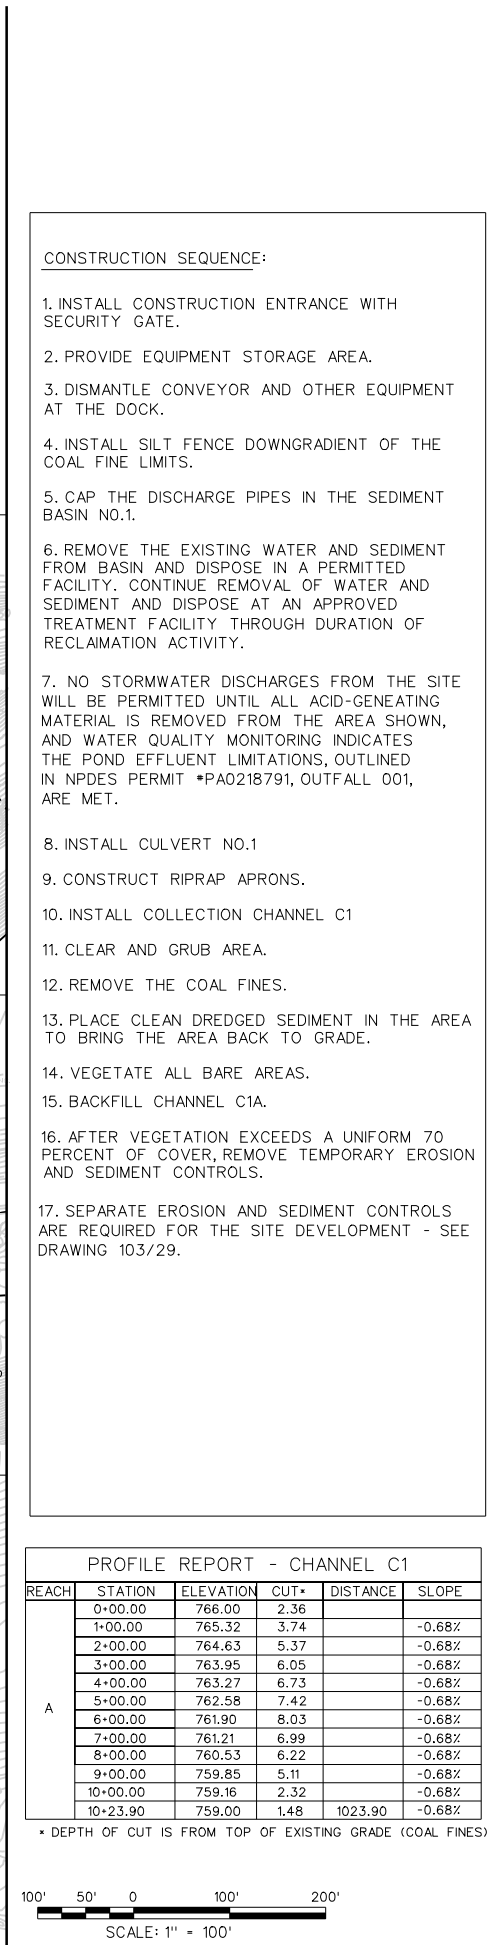 CONSTRUCTION SEQUENCE:
1. INSTALL CONSTRUCTION ENTRANCE WITH
SECURITY GATE.
2. PROVIDE EQUIPMENT STORAGE AREA.
3. DISMANTLE CONVEYOR AND OTHER EQUIPMENT
AT THE DOCK.
4. INSTALL SILT FENCE DOWNGRADIENT OF THE
COAL FINE LIMITS.
5. CAP THE DISCHARGE PIPES IN THE SEDIMENT
BASIN NO.1.
6. REMOVE THE EXISTING WATER AND SEDIMENT
FROM BASIN AND DISPOSE IN A PERMITTED
FACILITY. CONTINUE REMOVAL OF WATER AND
SEDIMENT AND DISPOSE AT AN APPROVED
TREATMENT FACILITY THROUGH DURATION OF
RECLAIMATION ACTIVITY.
7. NO STORMWATER DISCHARGES FROM THE SITE
WILL BE PERMITTED UNTIL ALL ACID-GENEATING
MATERIAL IS REMOVED FROM THE AREA SHOWN,
AND WATER QUALITY MONITORING INDICATES
THE POND EFFLUENT LIMITATIONS, OUTLINED
IN NPDES PERMIT *PA0218791, OUTFALL 001,
ARE MET.
8. INSTALL CULVERT NO.1
9. CONSTRUCT RIPRAP APRONS.
10. INSTALL COLLECTION CHANNEL C1
11. CLEAR AND GRUB AREA.
12. REMOVE THE COAL FINES.
13. PLACE CLEAN DREDGED SEDIMENT IN THE AREA
TO BRING THE AREA BACK TO GRADE.
14. VEGETATE ALL BARE AREAS.
15. BACKFILL CHANNEL C1A.
16. AFTER VEGETATION EXCEEDS A UNIFORM 70
PERCENT OF COVER, REMOVE TEMPORARY EROSION
AND SEDIMENT CONTROLS.
17. SEPARATE EROSION AND SEDIMENT CONTROLS
ARE REQUIRED FOR THE SITE DEVELOPMENT - SEE
DRAWING 103/29.
PROFILE REPORT - CHANNEL C1
REACH STATION ELEVATION CUT* DISTANCE SLOPE
0+00.00 766.00 2.36
1+00.00 765.32 3.74 -0.68%
2+00.00 764.63 5.37 -0.68%
3+00.00 763.95 6.05 -0.68%
4+00.00 763.27 6.73 -0.68%
A 5+00.00 762.58 7.42 -0.68%
6+00.00 761.90 8.03 -0.68%
7+00.00 761.21 6.99 -0.68%
8+00.00 760.53 6.22 -0.68%
9+00.00 759.85 5.11 -0.68%
10+00.00 759.16 2.32 -0.68%
10+23.90 759.00 1.48 1023.90 -0.68%
* DEPTH OF CUT IS FROM TOP OF EXISTING GRADE (COAL FINES)
100' 50' 0 100' 200'
SCALE: 1" = 100'